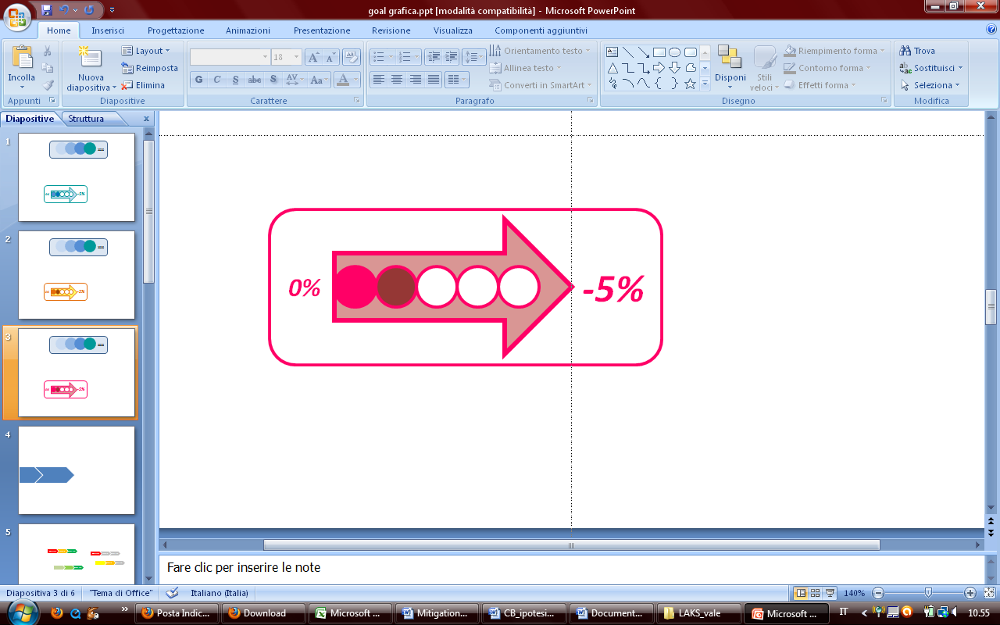 goal grafica.ppt [modalità compatibilità] - Microsoft PowerPoint
Home Inserisci Progettazione Animazioni Presentazione Revisione Visualizza Componenti aggiuntivi
Incolla
Appunti
Nuova diapositiva
Layout
Reimposta
Elimina
Diapositive
18
G C S abc S AV Aa A
Carattere
Orientamento testo
Allinea testo
Converti in SmartArt
Paragrafo
Disponi
Stili veloci
Riempimento forma
Contorno forma
Effetti forma
Disegno
Trova
Sostituisci
Seleziona
Modifica
Diapositive Struttura
1
2
3
4
5
0%
-5%
Fare clic per inserire le note
Diapositiva 3 di 6 "Tema di Office" Italiano (Italia) 140%
Posta Indic... Download Microsoft ... Mitigation... CB_ipotesi... Document... LAKS_vale Microsoft ... IT 10.55